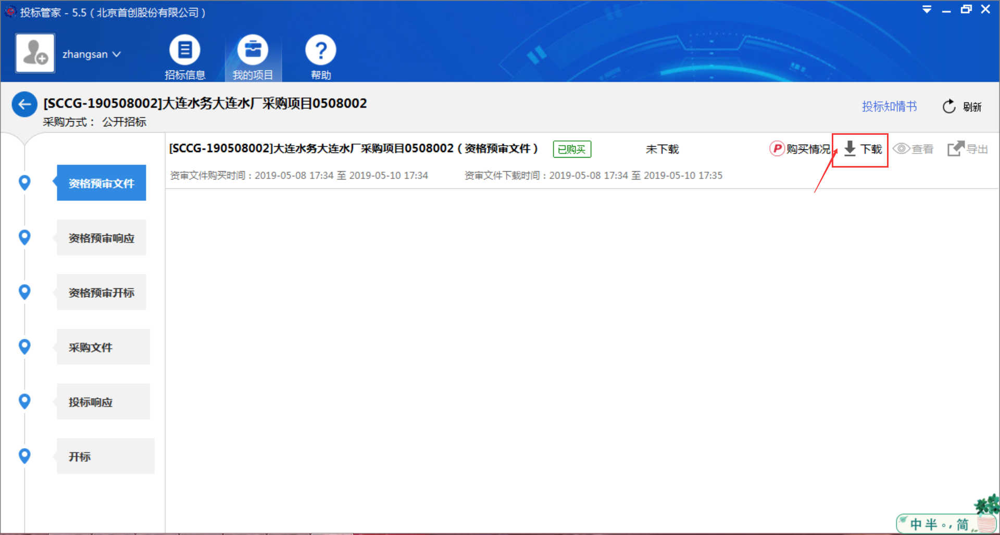 投标管家 - 5.5 ( 北京首创股份有限公司 )
zhangsan
招标信息
我的项目
帮助
[SCCG-190508002]大连水务大连水厂采购项目0508002
采购方式： 公开招标
投标知情书
刷新
[SCCG-190508002]大连水务大连水厂采购项目0508002 ( 资格预审文件 )
已购买
未下载
购买情况
下载
查看
导出
资审文件购买时间：2019-05-08 17:34 至 2019-05-10 17:34
资审文件下载时间：2019-05-08 17:34 至 2019-05-10 17:35
资格预审文件
资格预审响应
资格预审开标
采购文件
投标响应
开标
中 半 。, 简